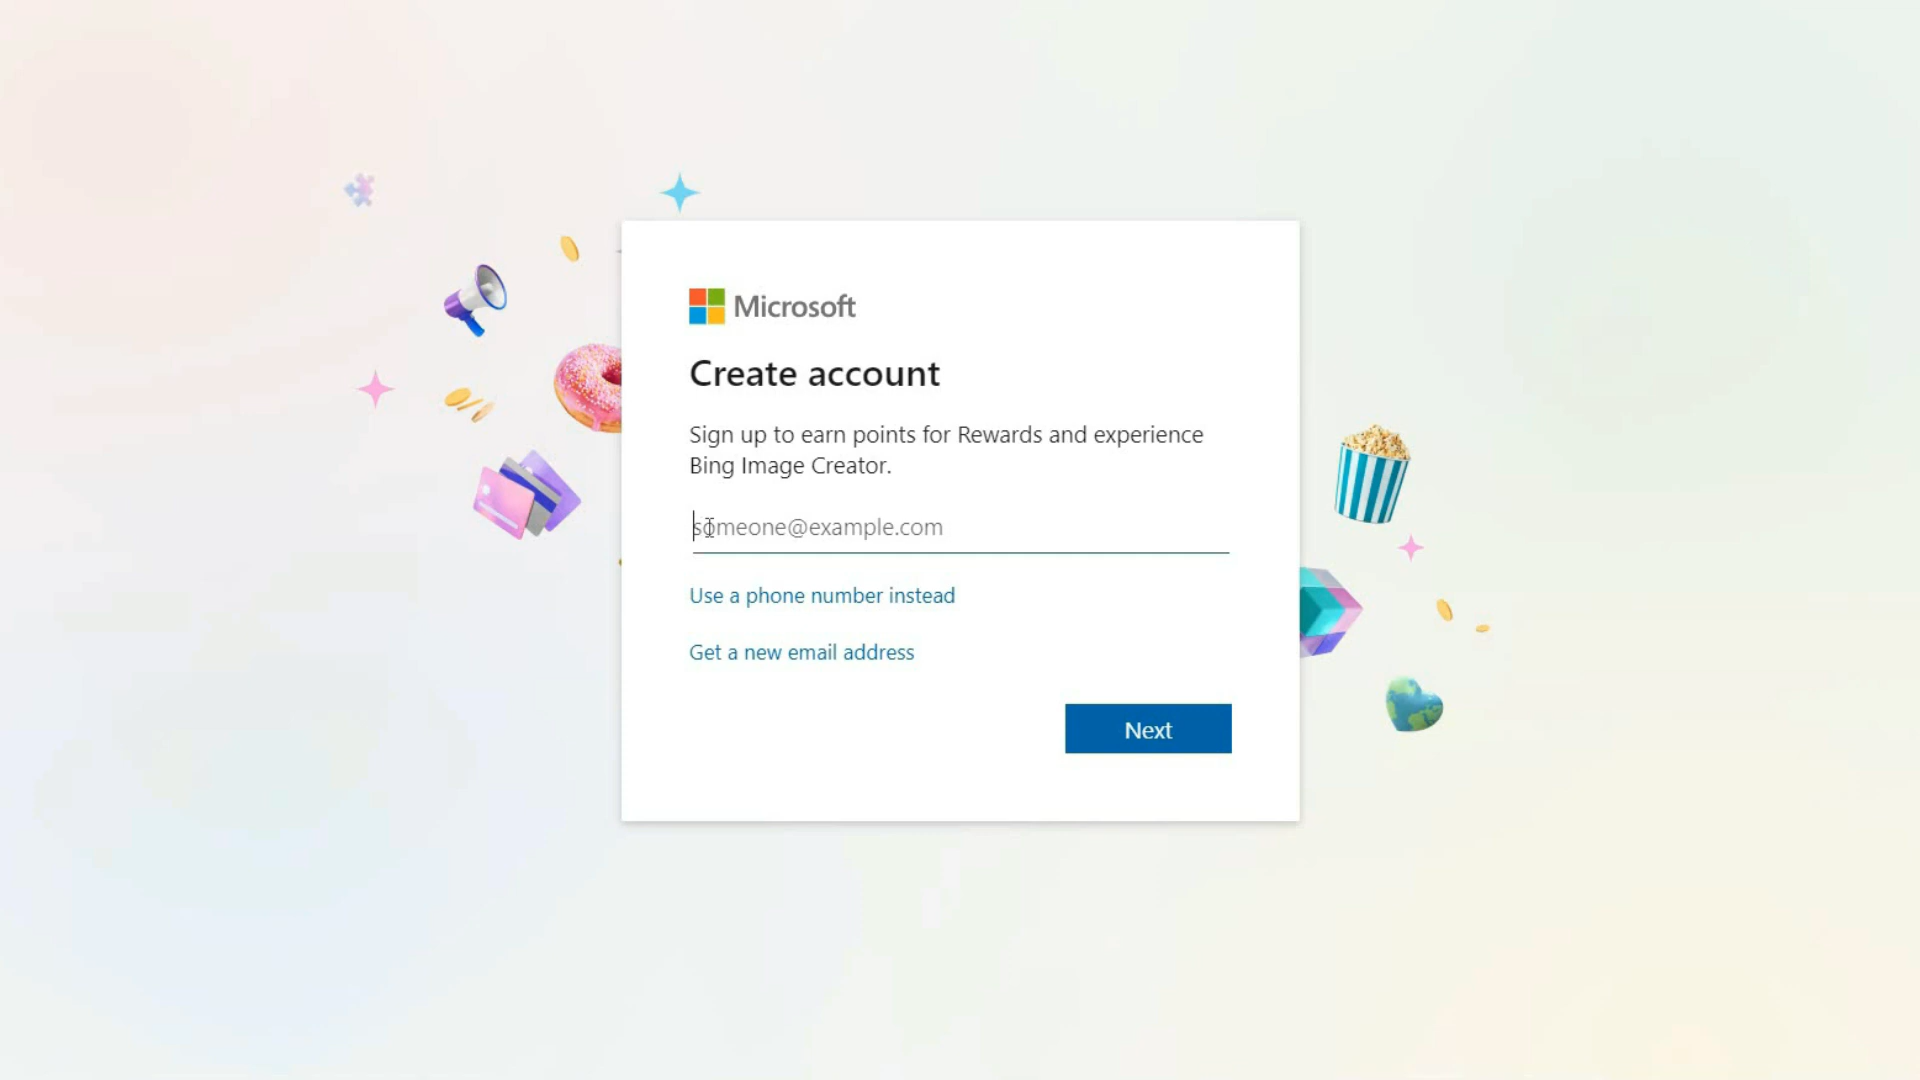 Microsoft
Create account
Sign up to earn points for Rewards and experience
Bing Image Creator.
someone@example.com
Use a phone number instead
Get a new email address
Next